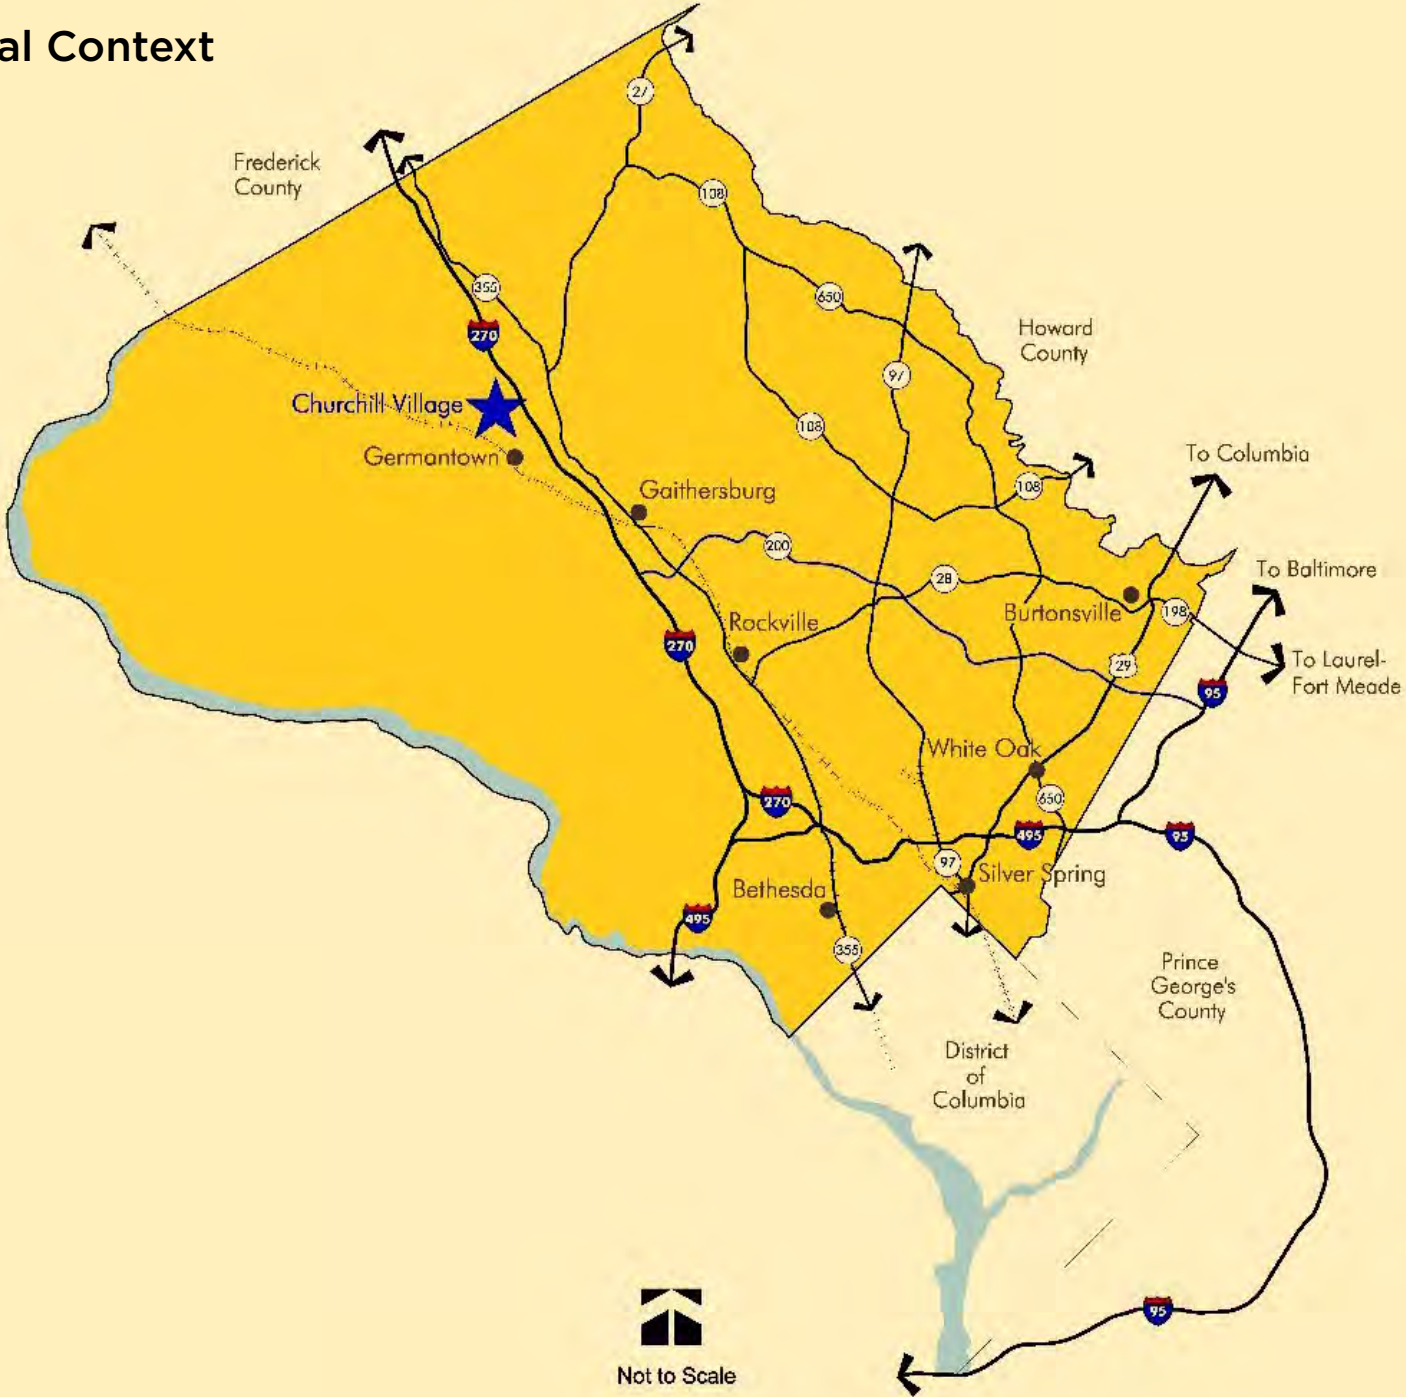 al Context
27
Frederick
County
108
355
650
270
Howard
County
97
Churchill Village
108
To Columbia
Germantown
108
Gaithersburg
200
To Baltimore
28
Burtonsville
198
Rockville
270
29
To Laurel-
Fort Meade
95
White Oak
650
270
495
95
97
Silver Spring
Bethesda
495
355
Prince
George's
County
District
of
Columbia
95
Not to Scale